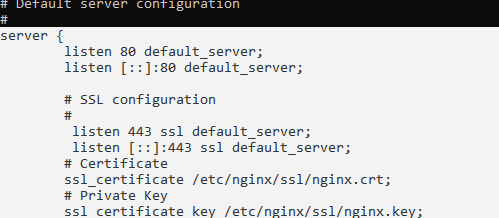 # Default server configuration
#
server {
listen 80 default_server;
listen [::]:80 default_server;
# SSL configuration
#
listen 443 ssl default_server;
listen [::]:443 ssl default_server;
# Certificate
ssl_certificate /etc/nginx/ssl/nginx.crt;
# Private Key
ssl_certificate_key /etc/nginx/ssl/nginx.key;